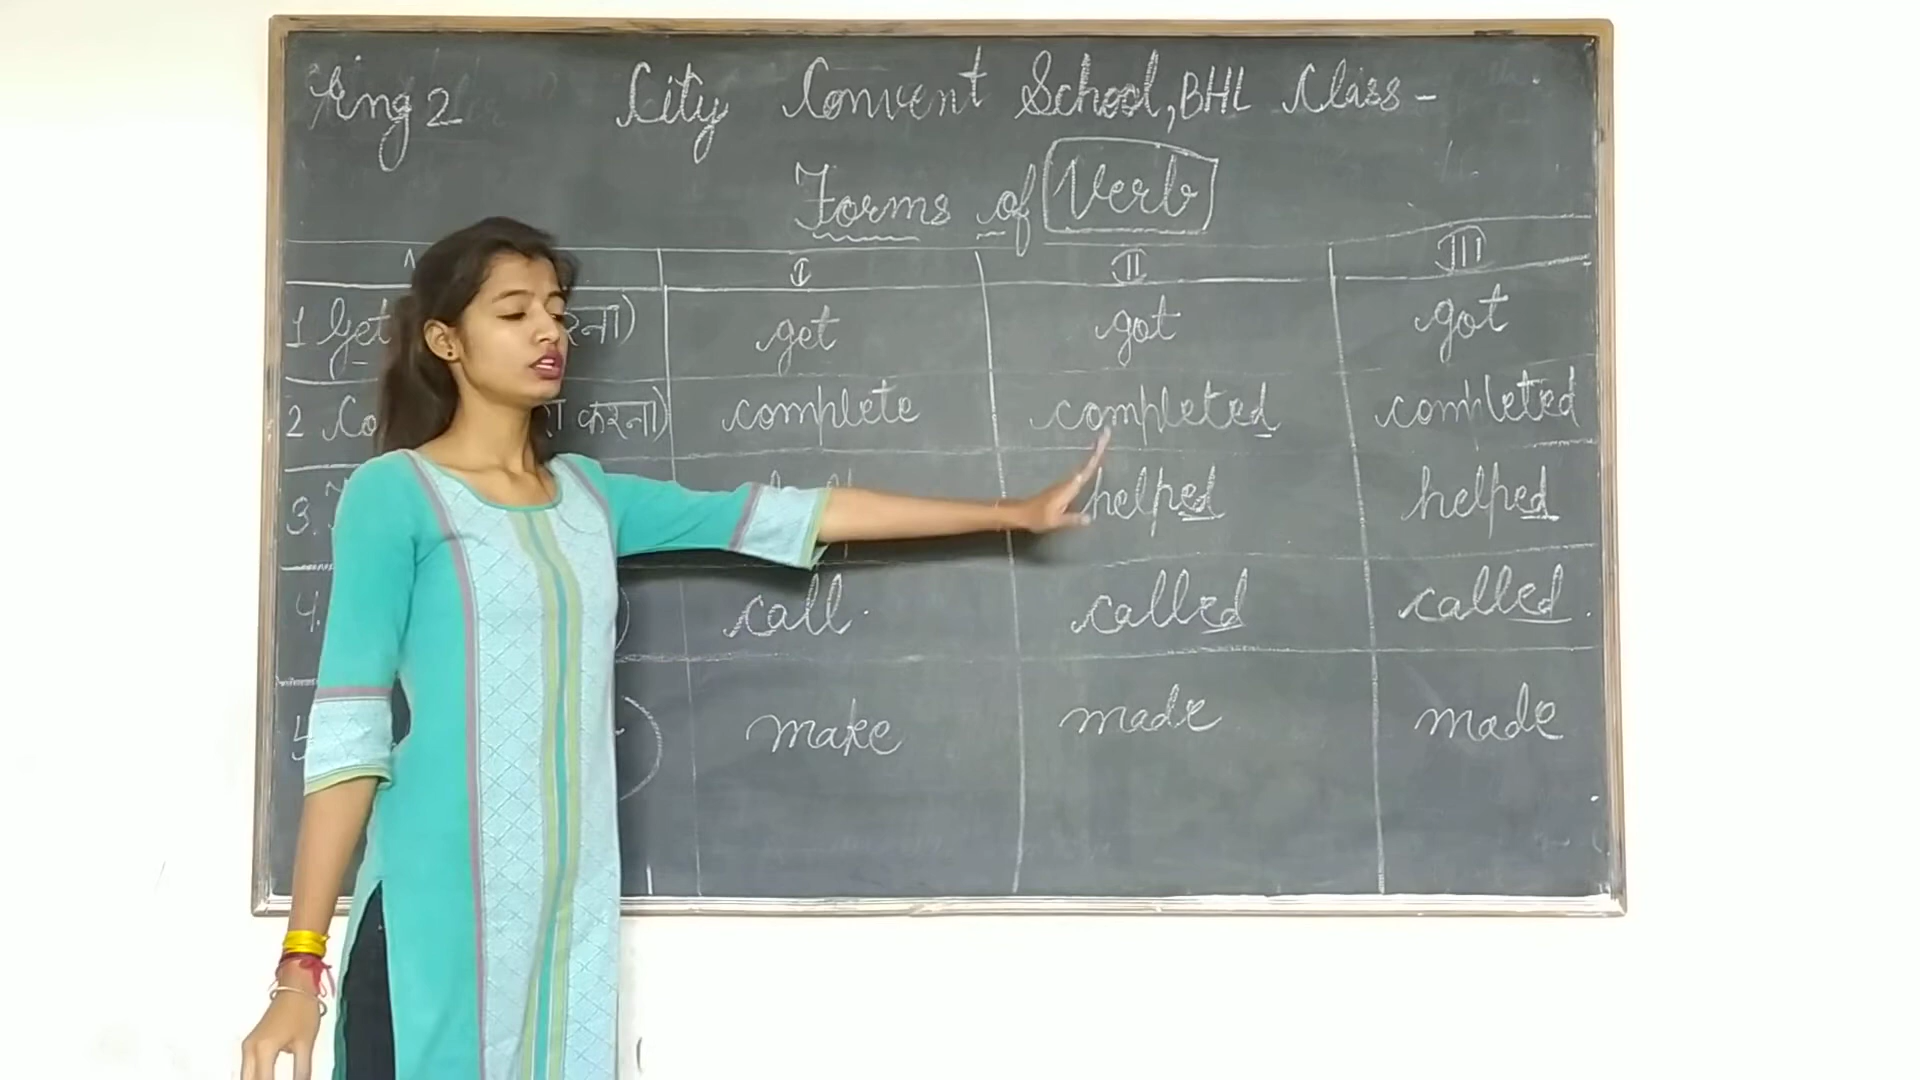 Eng 2 City Convent School, BHL Class -
Forms of Verb
I II III
1 Get करना) get got got
2 Co करना) complete completed completed
3. helped helped
4. call. called called.
5 make made made